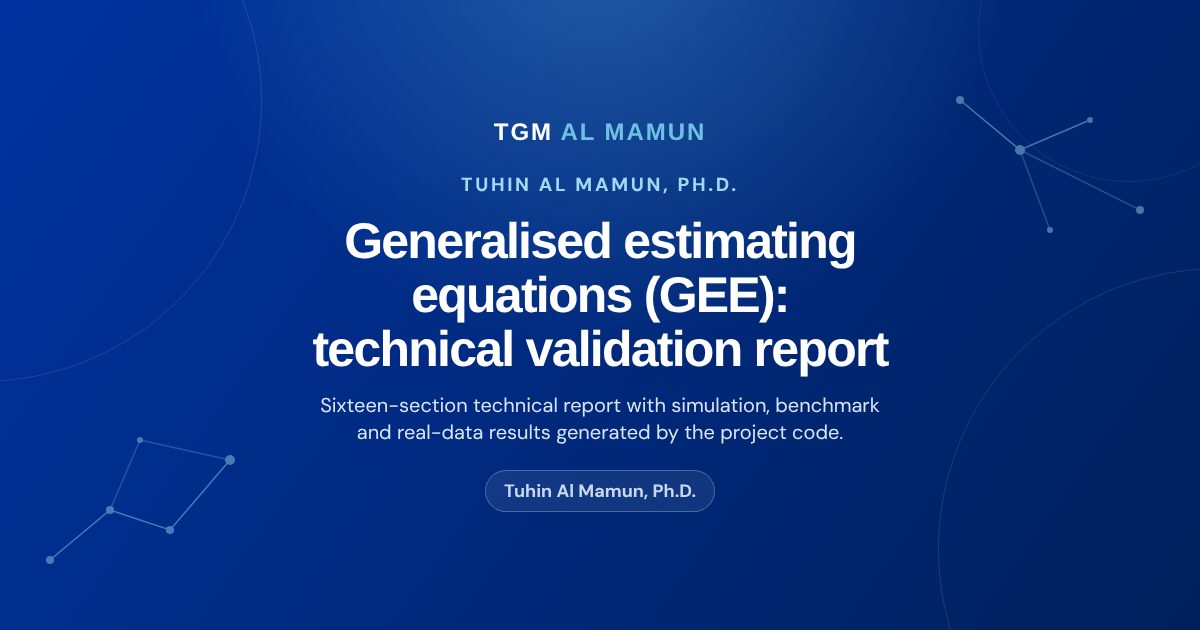 TGM AL MAMUN
TUHIN AL MAMUN, PH.D.
Generalised estimating
equations (GEE):
technical validation report
Sixteen-section technical report with simulation, benchmark
and real-data results generated by the project code.
Tuhin Al Mamun, Ph.D.